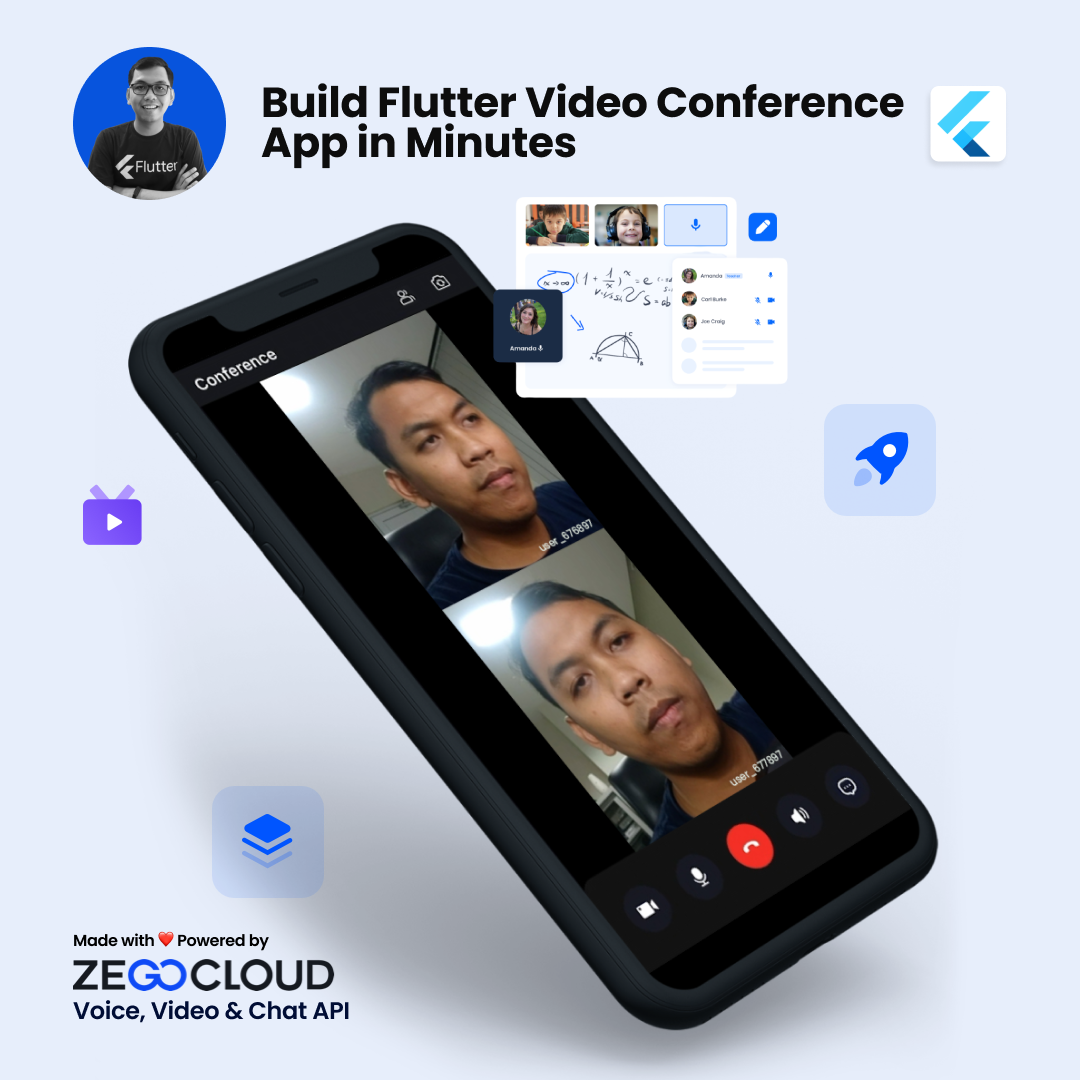 Build Flutter Video Conference
App in Minutes
Flutter
Amanda
Carl Burke
Joe Craig
Amanda
Conference
user_676897
user_677897
Made with ❤️ Powered by
ZEGOCLOUD
Voice, Video & Chat API